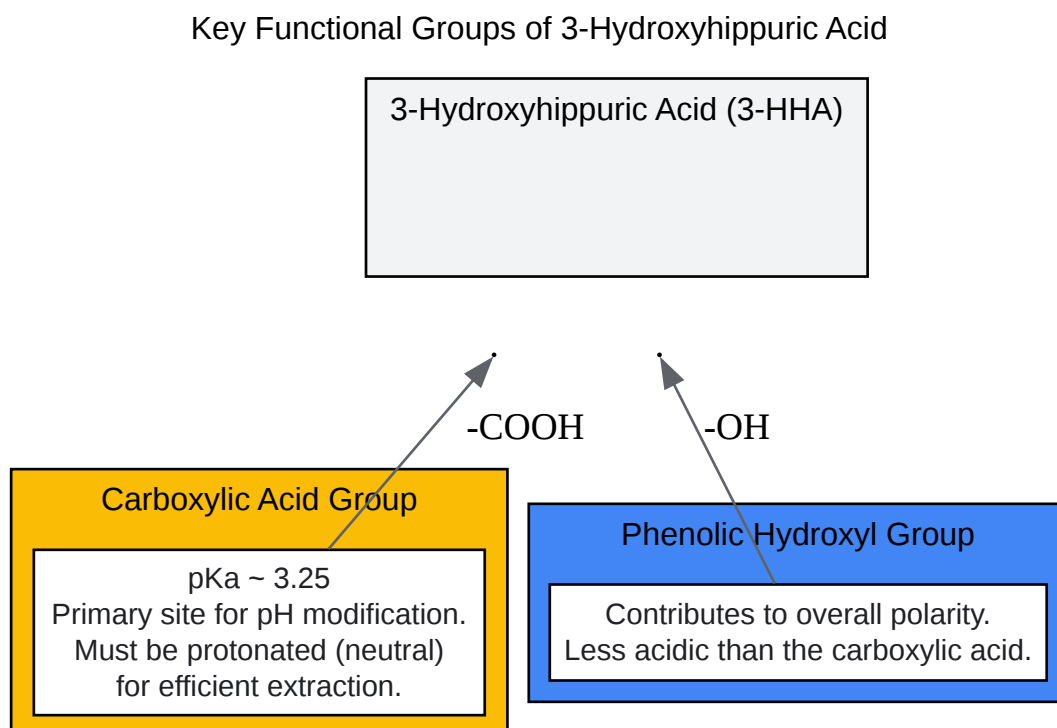 Key Functional Groups of 3-Hydroxyhippuric Acid
3-Hydroxyhippuric Acid (3-HHA)
-COOH
-OH
Carboxylic Acid Group
pKa ~ 3.25
Primary site for pH modification.
Must be protonated (neutral)
for efficient extraction.
Phenolic Hydroxyl Group
Contributes to overall polarity.
Less acidic than the carboxylic acid.